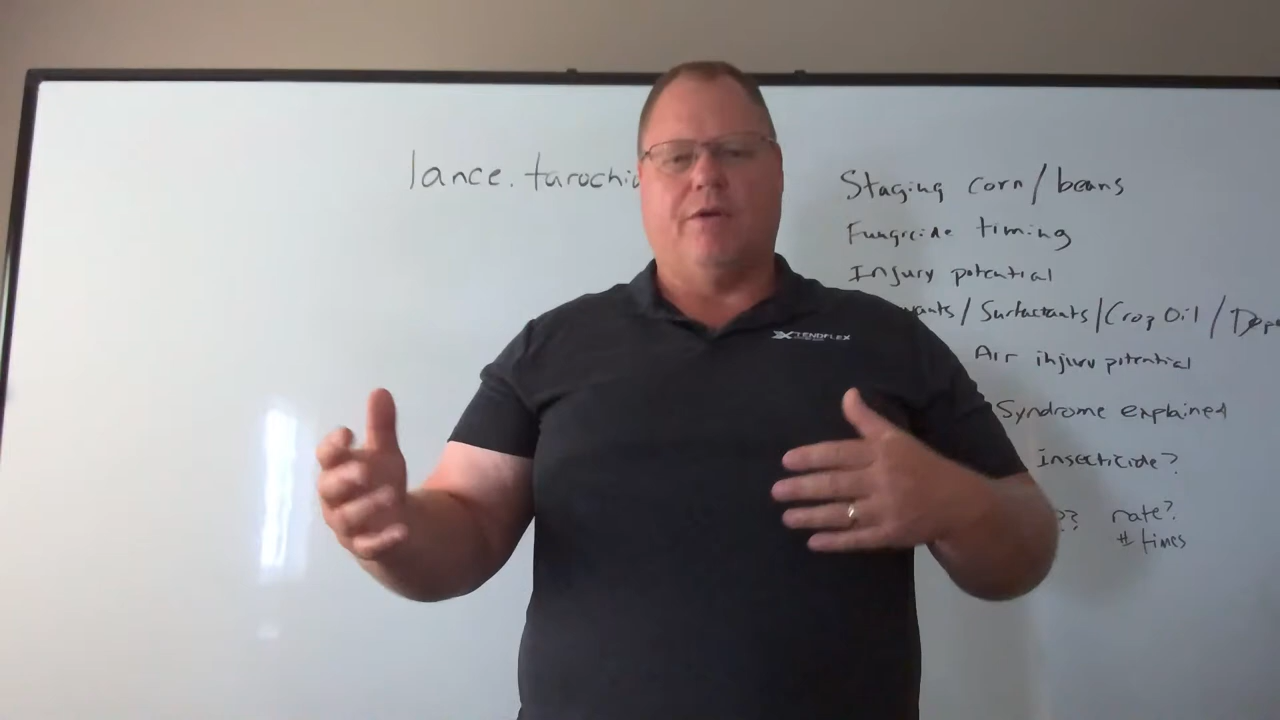 lance.tarochi
Staging corn/beans
Fungicide timing
Injury potential
/Surfactants/Crop Oil/
Air injury potential
Syndrome explained
Insecticide?
?? rate?
# times
XTENDFLEX